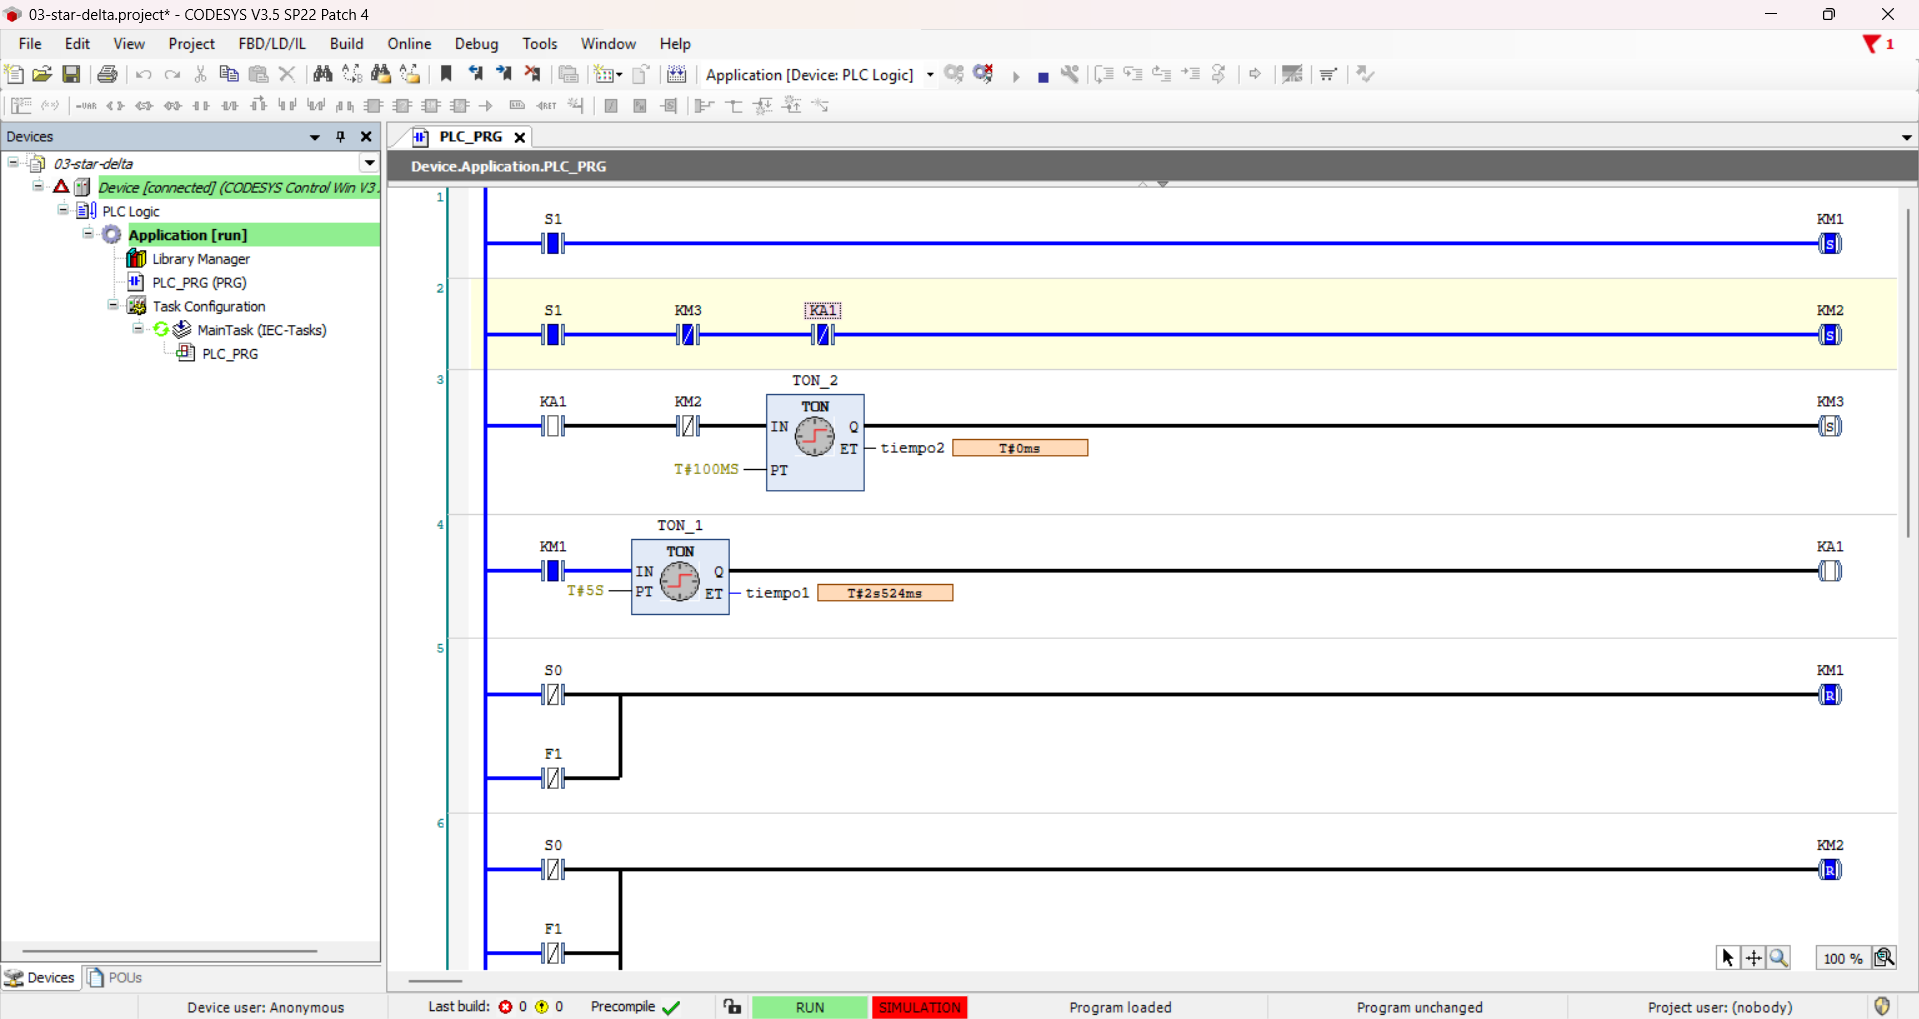 03-star-delta.project* - CODESYS V3.5 SP22 Patch 4
File Edit View Project FBD/LD/IL Build Online Debug Tools Window Help
1
Application [Device: PLC Logic]
Devices
PLC_PRG
03-star-delta
Device.Application.PLC_PRG
Device [connected] (CODESYS Control Win V3.
PLC Logic
Application [run]
Library Manager
PLC_PRG (PRG)
Task Configuration
MainTask (IEC-Tasks)
PLC_PRG
1
S1 KM1
S
2
S1 KM3 KA1 KM2
S
3
TON_2
KA1 KM2 TON KM3
IN Q S
ET tiempo2 T#0ms
T#100MS PT
4
TON_1
KM1 TON KA1
IN Q
T#5S PT ET tiempo1 T#2s524ms
5
S0 KM1
R
F1
6
S0 KM2
R
F1
100 %
Devices POUs
Device user: Anonymous Last build: 0 0 Precompile RUN SIMULATION Program loaded Program unchanged Project user: (nobody)